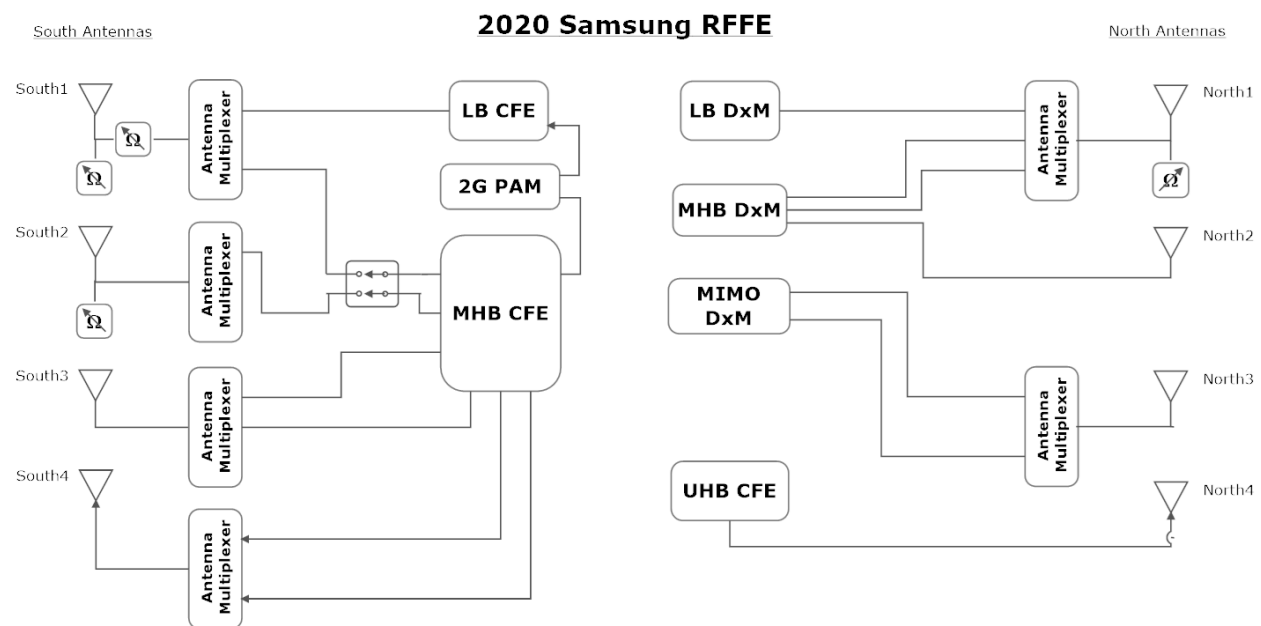 2020 Samsung RFFE
South Antennas
North Antennas
South1
Antenna
Multiplexer
LB CFE
2G PAM
Ω
Ω
South2
Antenna
Multiplexer
Ω
MHB CFE
South3
Antenna
Multiplexer
South4
Antenna
Multiplexer
LB DxM
Antenna
Multiplexer
North1
Ω
MHB DxM
North2
MIMO
DxM
Antenna
Multiplexer
North3
UHB CFE
North4